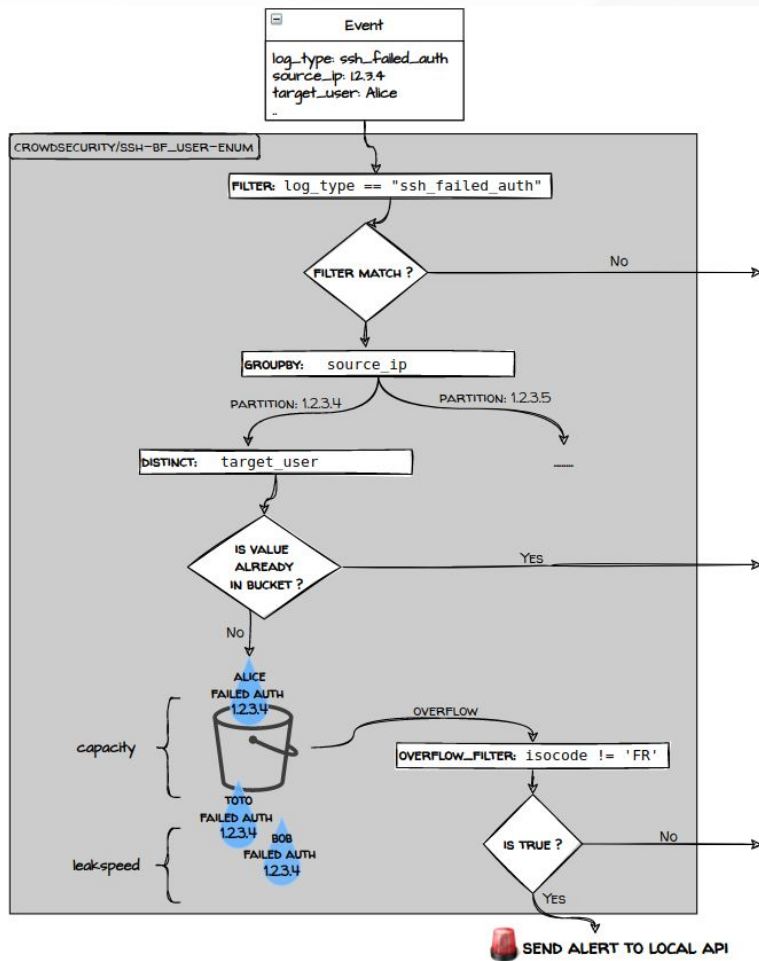 Event
log_type: ssh_failed_auth
source_ip: 1.2.3.4
target_user: Alice
..
CROWDSECURITY/SSH-BF_USER-ENUM
FILTER: log_type == "ssh_failed_auth"
FILTER MATCH ?
No
GROUPBY: source_ip
PARTITION: 1.2.3.4
PARTITION: 1.2.3.5
DISTINCT: target_user
........
IS VALUE
ALREADY
IN BUCKET ?
Yes
No
ALICE
FAILED AUTH
1.2.3.4
capacity
OVERFLOW
OVERFLOW_FILTER: isocode != 'FR'
TOTO
FAILED AUTH
1.2.3.4
BOB
FAILED AUTH
1.2.3.4
leakspeed
IS TRUE ?
No
Yes
SEND ALERT TO LOCAL API